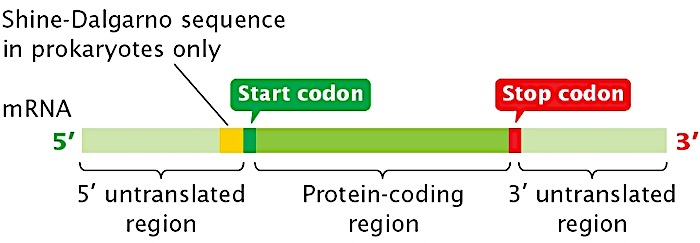 Shine-Dalgarno sequence
in prokaryotes only
Start codon
Stop codon
mRNA
5′
3′
5′ untranslated
region
Protein-coding
region
3′ untranslated
region